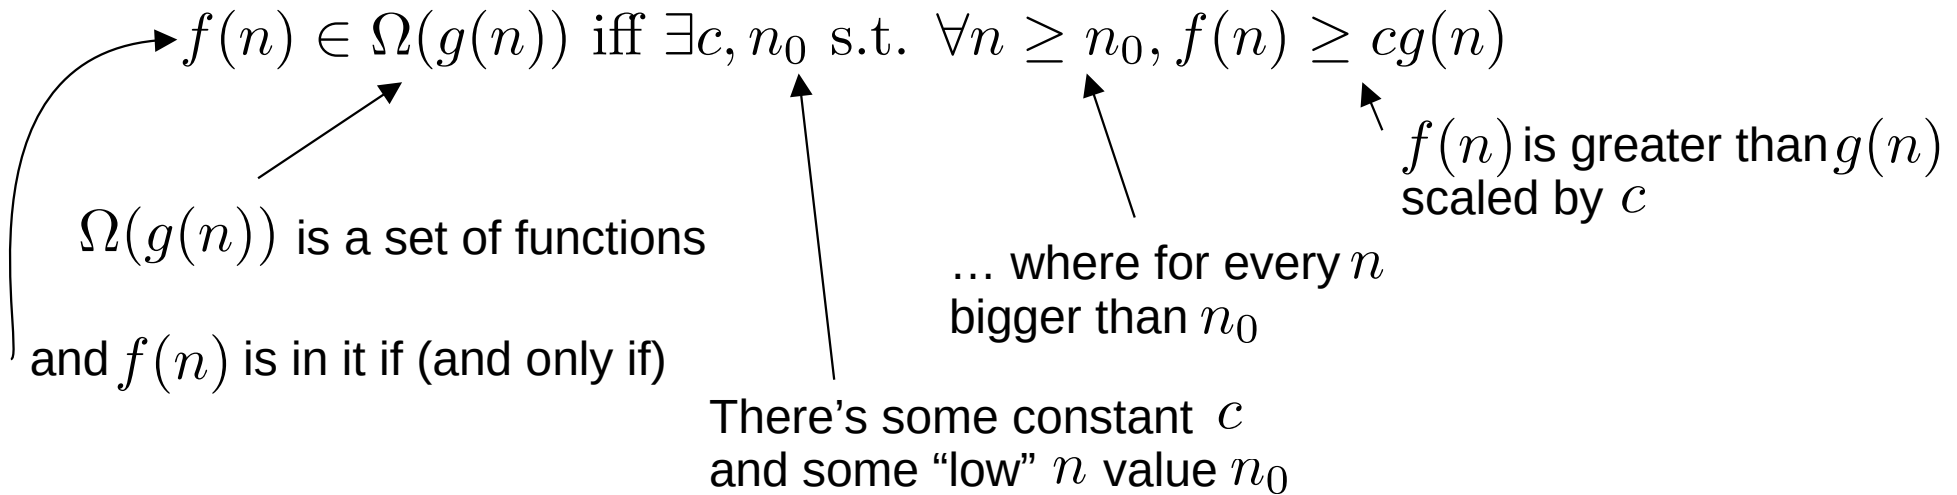 f(n) ∈ Ω(g(n)) iff ∃c, n₀ s.t. ∀n ≥ n₀, f(n) ≥ cg(n)
f(n) is greater than g(n)
scaled by c
Ω(g(n)) is a set of functions
… where for every n
bigger than n₀
and f(n) is in it if (and only if)
There’s some constant c
and some “low” n value n₀